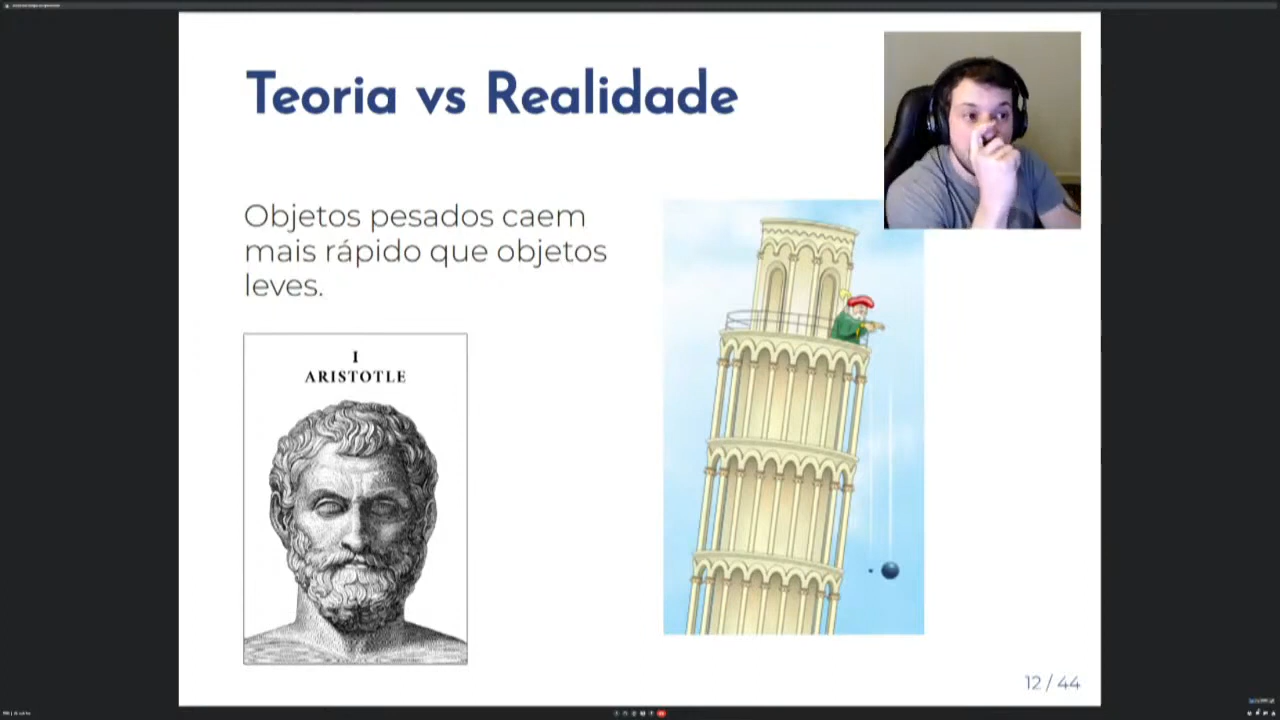 Teoria vs Realidade
Objetos pesados caem
mais rápido que objetos
leves.
I
ARISTOTLE
12 / 44